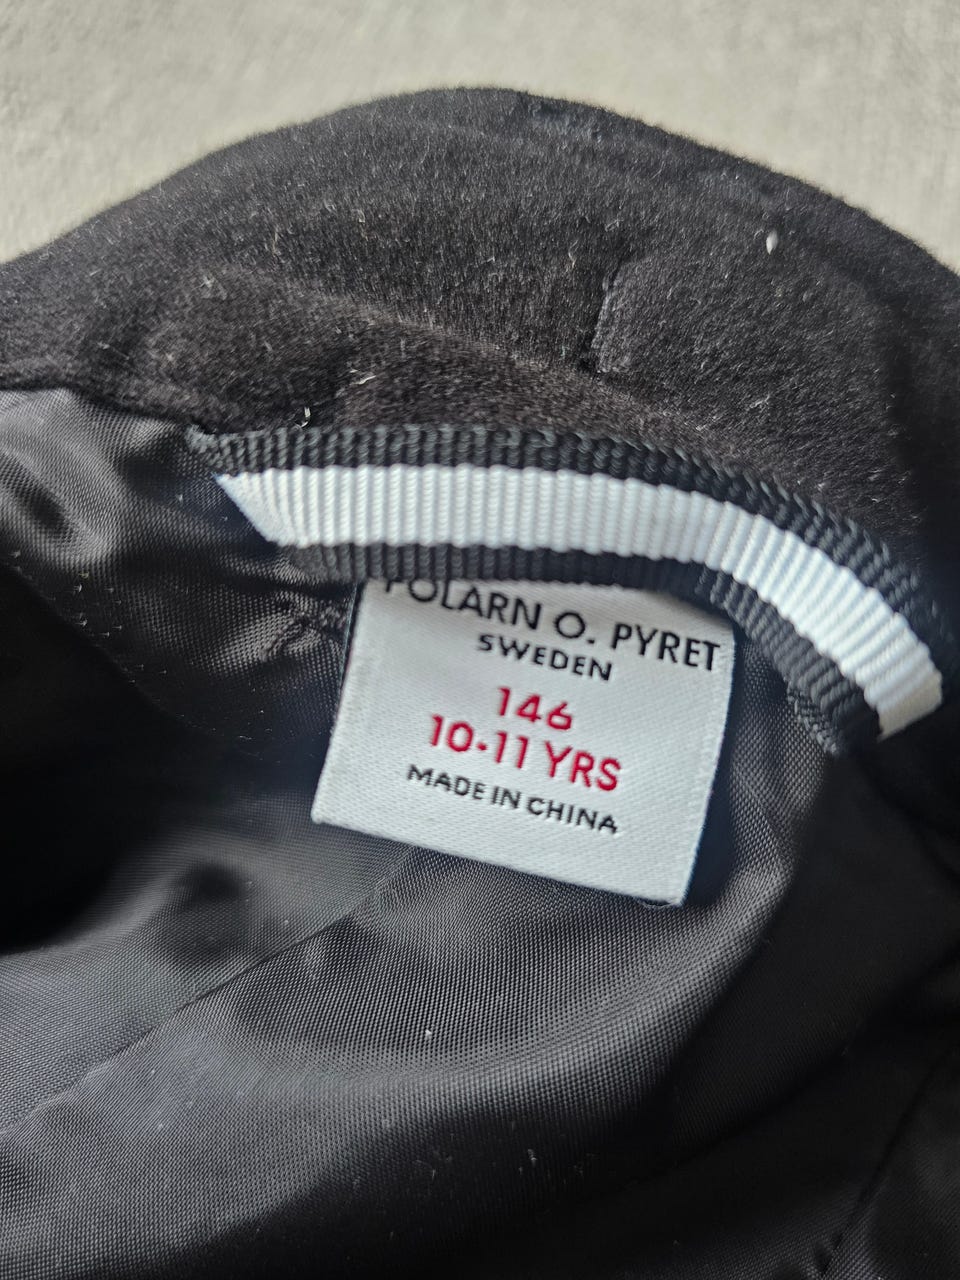 POLARN O. PYRET
SWEDEN
146
10-11 YRS
MADE IN CHINA